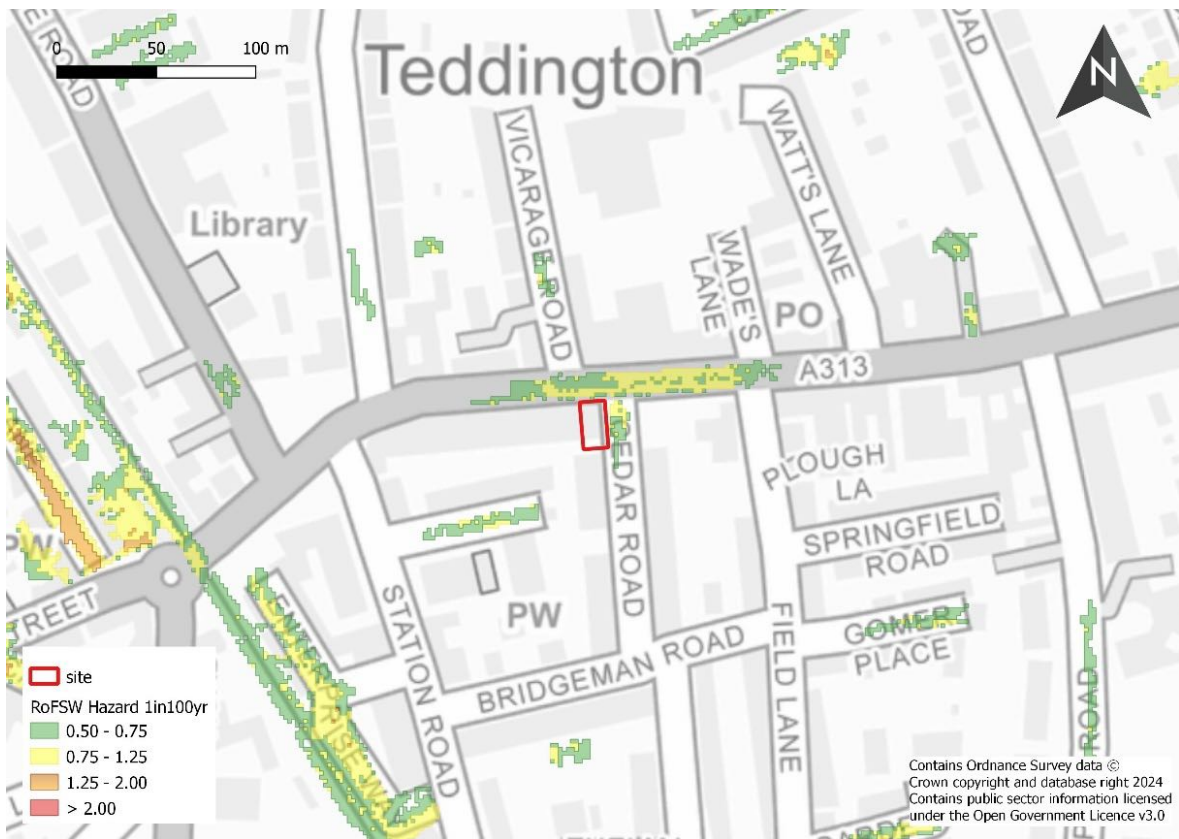 0
50
100 m
N
Teddington
ROAD
VICARAGE ROAD
WATT'S LANE
Library
WADE'S
LANE
PO
A313
PLOUGH
LA
SPRINGFIELD
ROAD
PW
STREET
STATION ROAD
PW
EDAR ROAD
BRIDGEMAN ROAD
FIELD LANE
GOMER
PLACE
site
RoFSW Hazard 1in100yr
0.50 - 0.75
0.75 - 1.25
1.25 - 2.00
> 2.00
Contains Ordnance Survey data ©
Crown copyright and database right 2024
Contains public sector information licensed
under the Open Government Licence v3.0